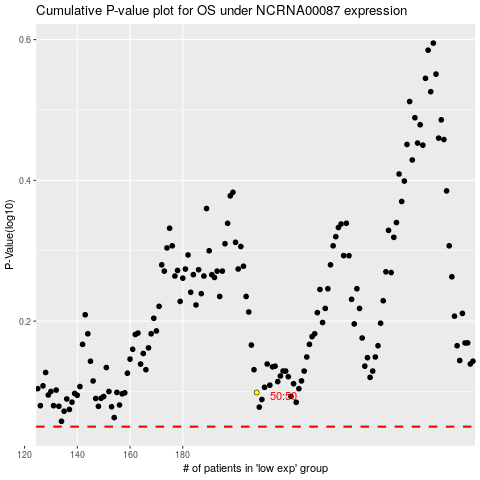 Cumulative P-value plot for OS under NCRNA00087 expression
P-Value(log10)
0.6
0.4
0.2
50:50
120
140
160
180
# of patients in 'low exp' group